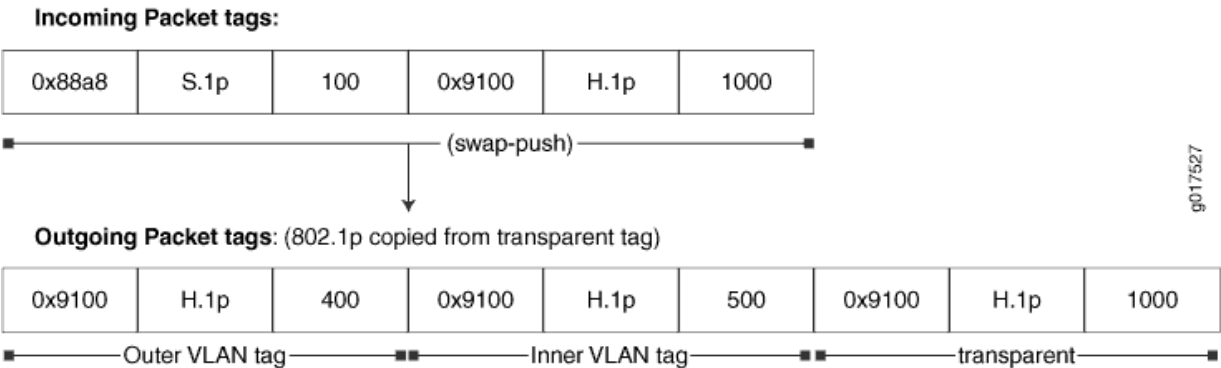 Incoming Packet tags:
0x88a8 S.1p 100 0x9100 H.1p 1000
(swap-push)
g017527
Outgoing Packet tags: (802.1p copied from transparent tag)
0x9100 H.1p 400 0x9100 H.1p 500 0x9100 H.1p 1000
Outer VLAN tag Inner VLAN tag transparent